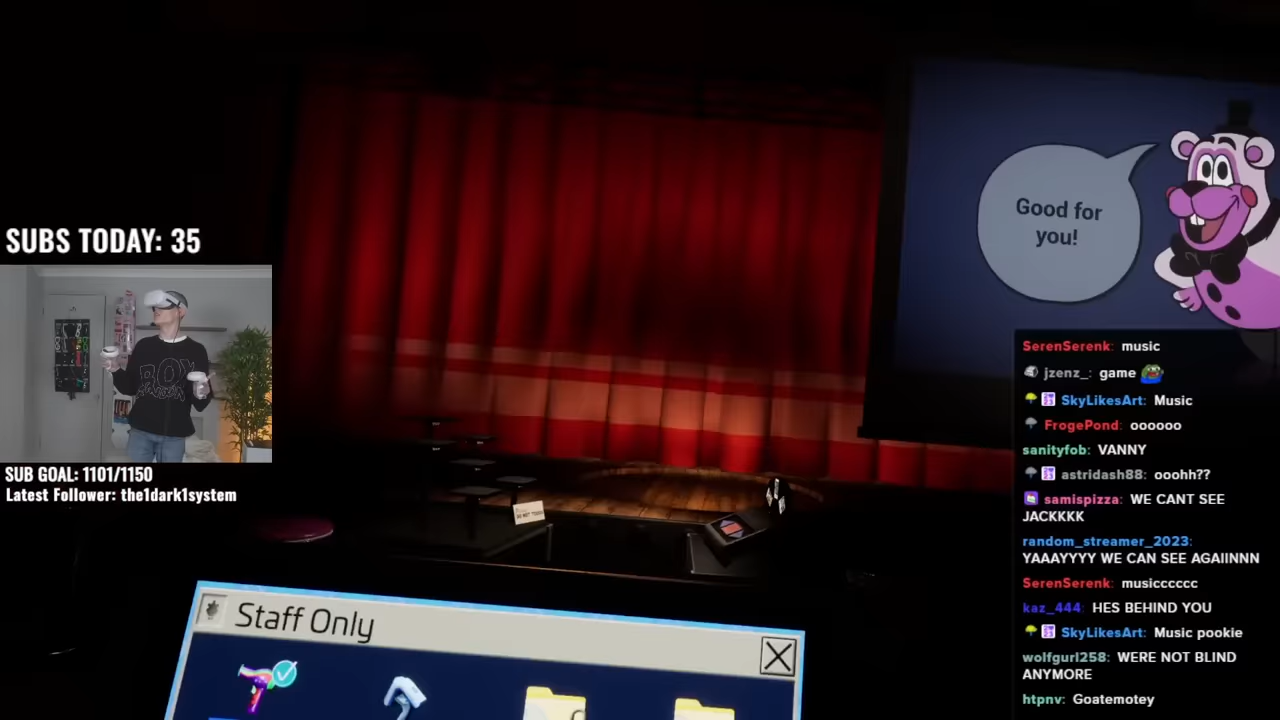 Good for
you!
SUBS TODAY: 35
SUB GOAL: 1101/1150
Latest Follower: the1dark1system
Staff Only
SerenSerenk: music
jzenz_: game
SkyLikesArt: Music
FrogePond: oooooo
sanityfob: VANNY
astridash88: ooohh??
samispizza: WE CANT SEE
JACKKKK
random_streamer_2023:
YAAAYYYY WE CAN SEE AGAIINNN
SerenSerenk: musicccccc
kaz_444: HES BEHIND YOU
SkyLikesArt: Music pookie
wolfgurl258: WERE NOT BLIND
ANYMORE
htpnv: Goatemotey